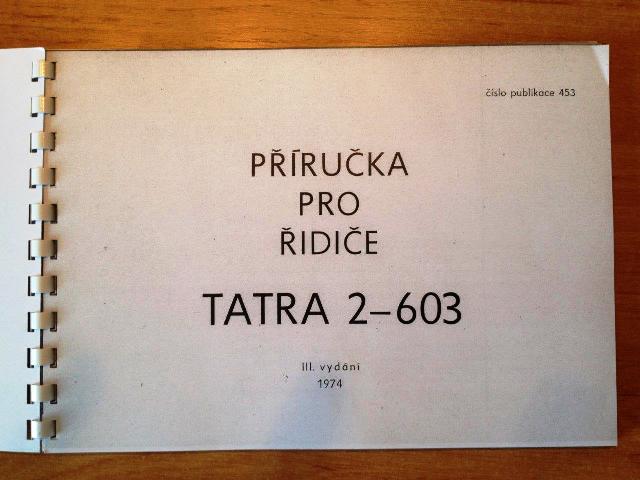 číslo publikace 453
PŘÍRUČKA
PRO
ŘIDIČE
TATRA 2–603
III. vydání
1974